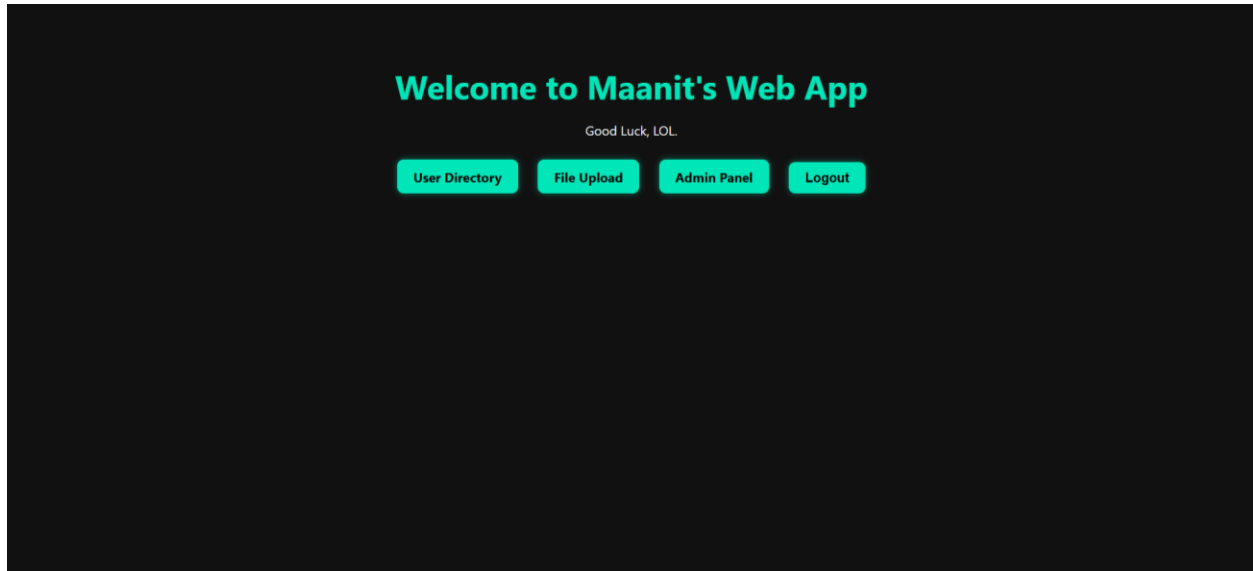 Welcome to Maanit's Web App
Good Luck, LOL.
User Directory File Upload Admin Panel Logout